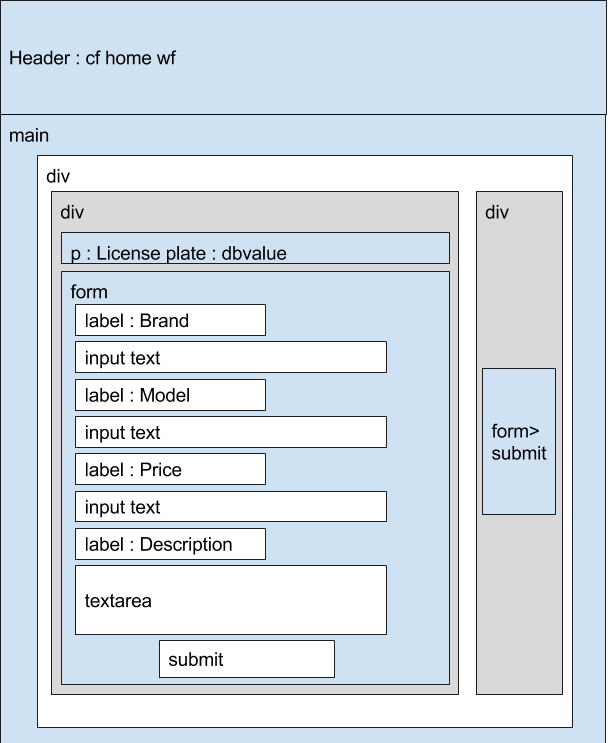 Header : cf home wf
main
div
div
p : License plate : dbvalue
form
label : Brand
input text
label : Model
input text
label : Price
input text
label : Description
textarea
submit
div
form>
submit